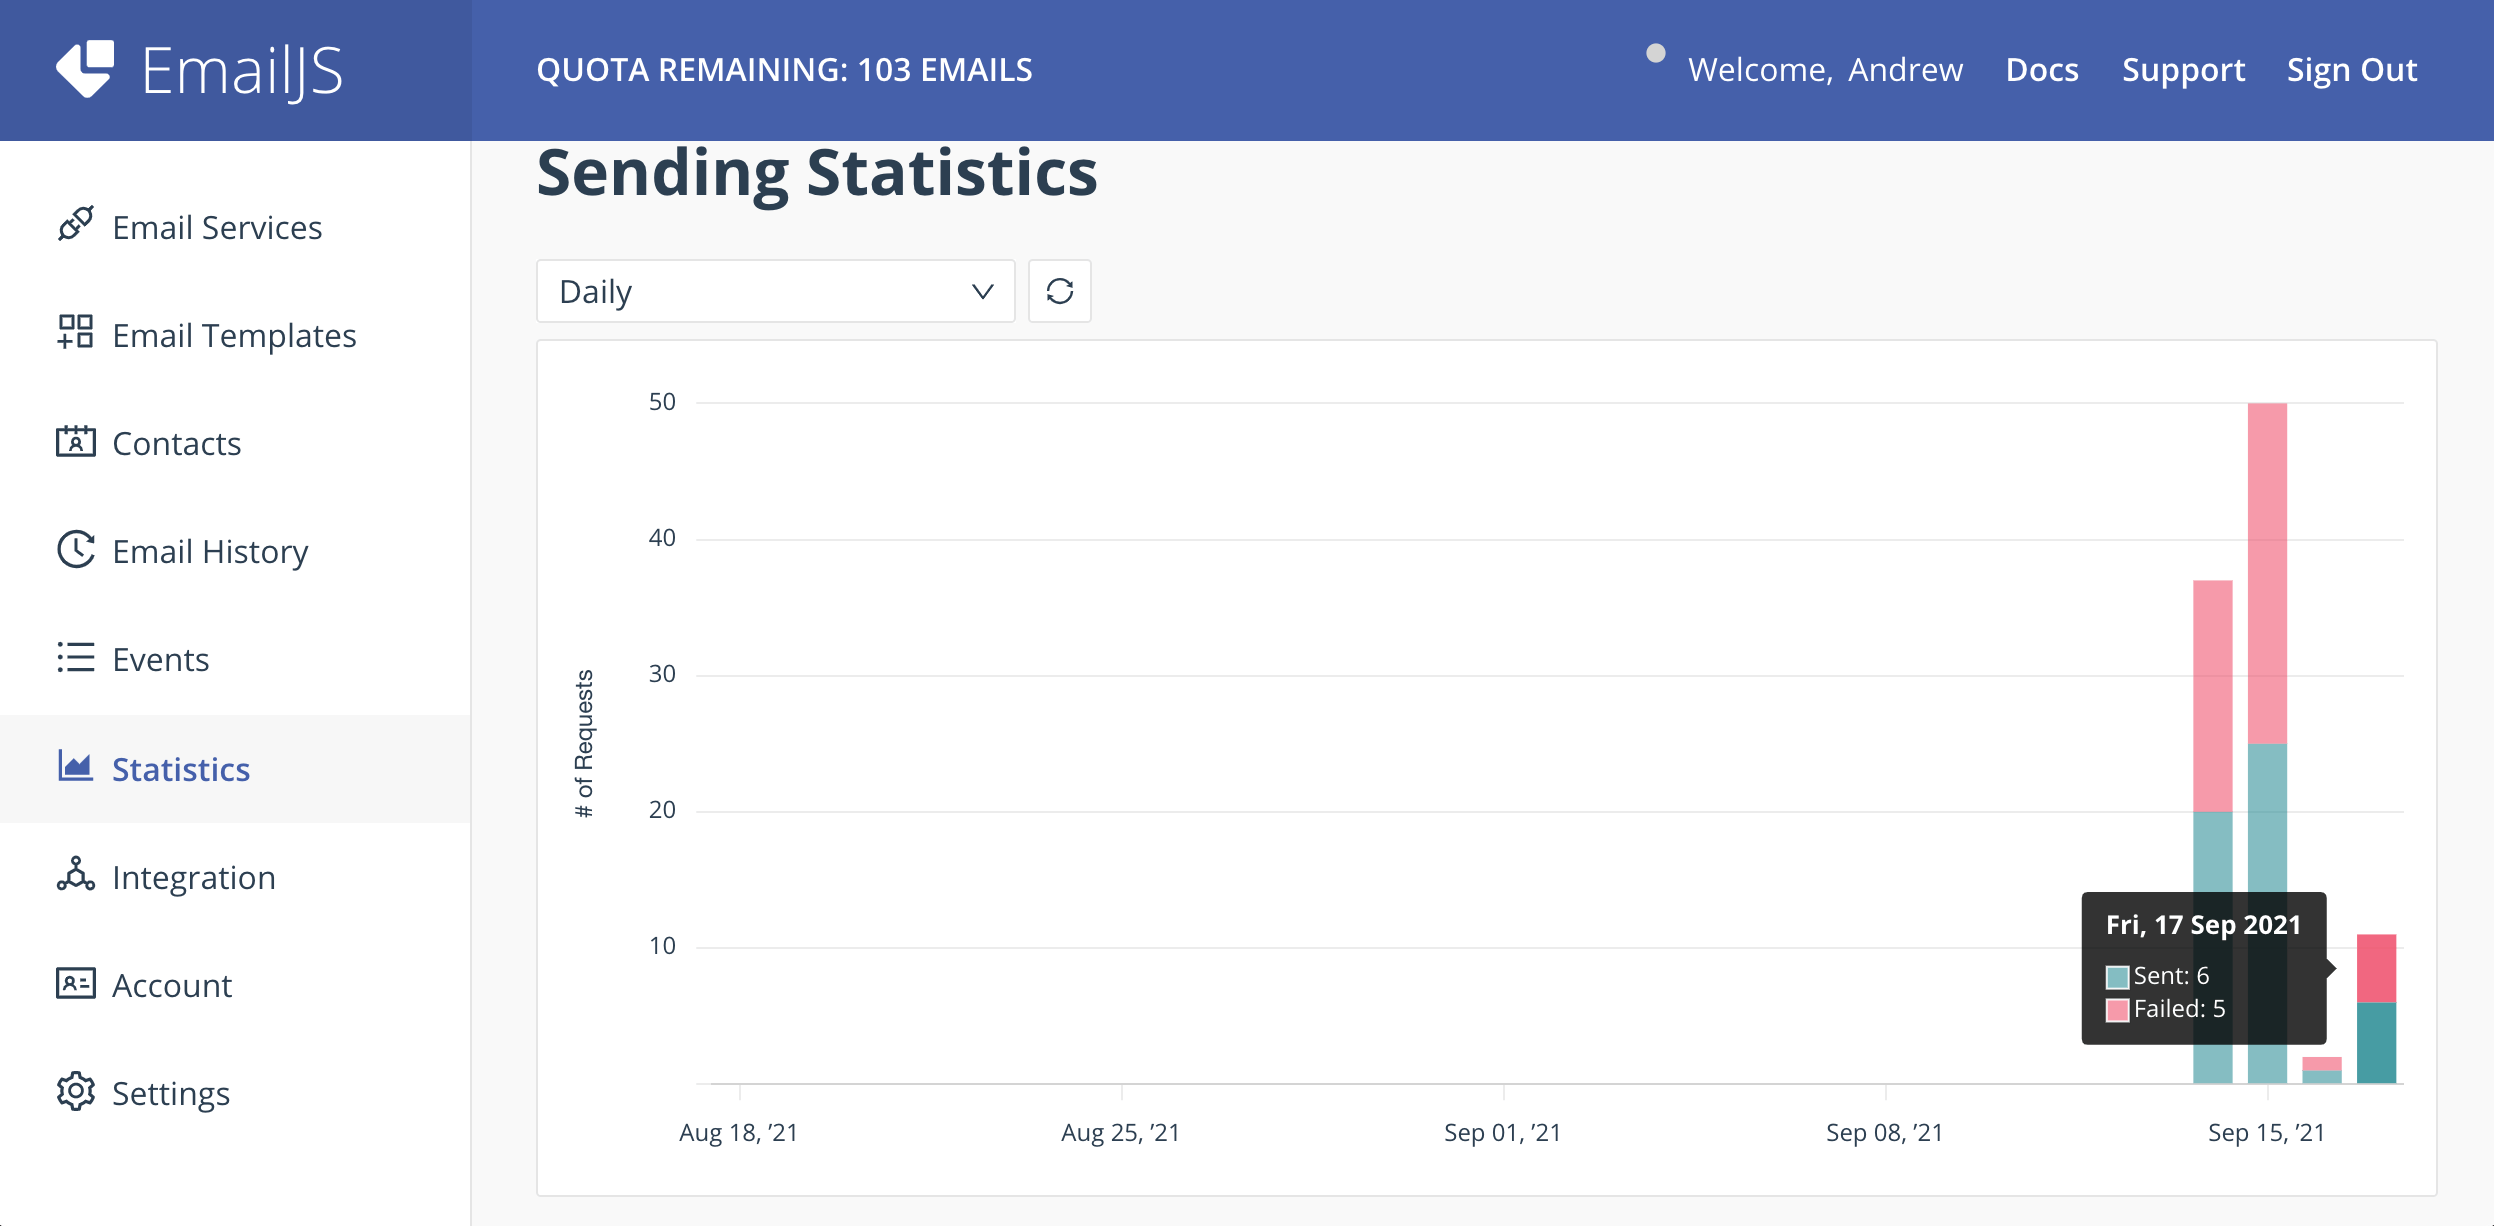 EmailJS
QUOTA REMAINING: 103 EMAILS
Welcome, Andrew
Docs
Support
Sign Out
Email Services
Email Templates
Contacts
Email History
Events
Statistics
Integration
Account
Settings
Sending Statistics
Daily
# of Requests
50
40
30
20
10
Fri, 17 Sep 2021
Sent: 6
Failed: 5
Aug 18, ’21
Aug 25, ’21
Sep 01, ’21
Sep 08, ’21
Sep 15, ’21